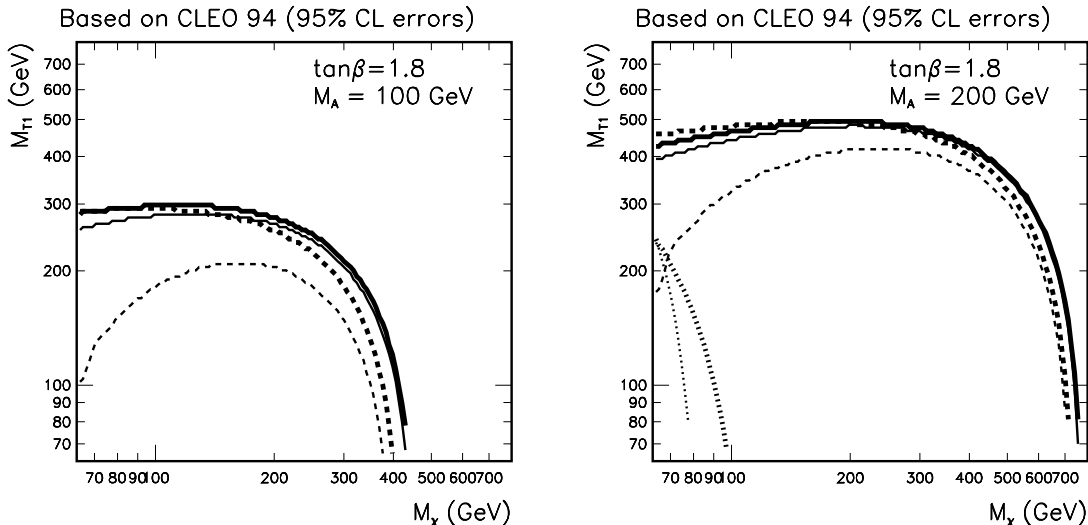 Based on CLEO 94 (95% CL errors)
tanβ=1.8
M_A = 100 GeV
M_T1 (GeV)
700
600
500
400
300
200
100
90
80
70
70 80 90 100 200 300 400 500 600 700
M_χ (GeV)
Based on CLEO 94 (95% CL errors)
tanβ=1.8
M_A = 200 GeV
M_T1 (GeV)
700
600
500
400
300
200
100
90
80
70
70 80 90 100 200 300 400 500 600 700
M_χ (GeV)